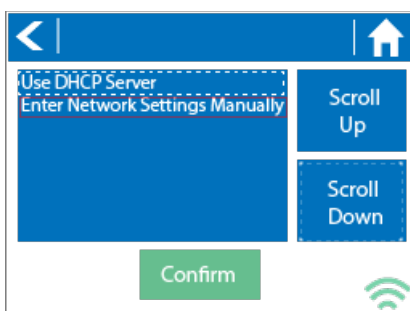 Use DHCP Server
Enter Network Settings Manually
Scroll
Up
Scroll
Down
Confirm